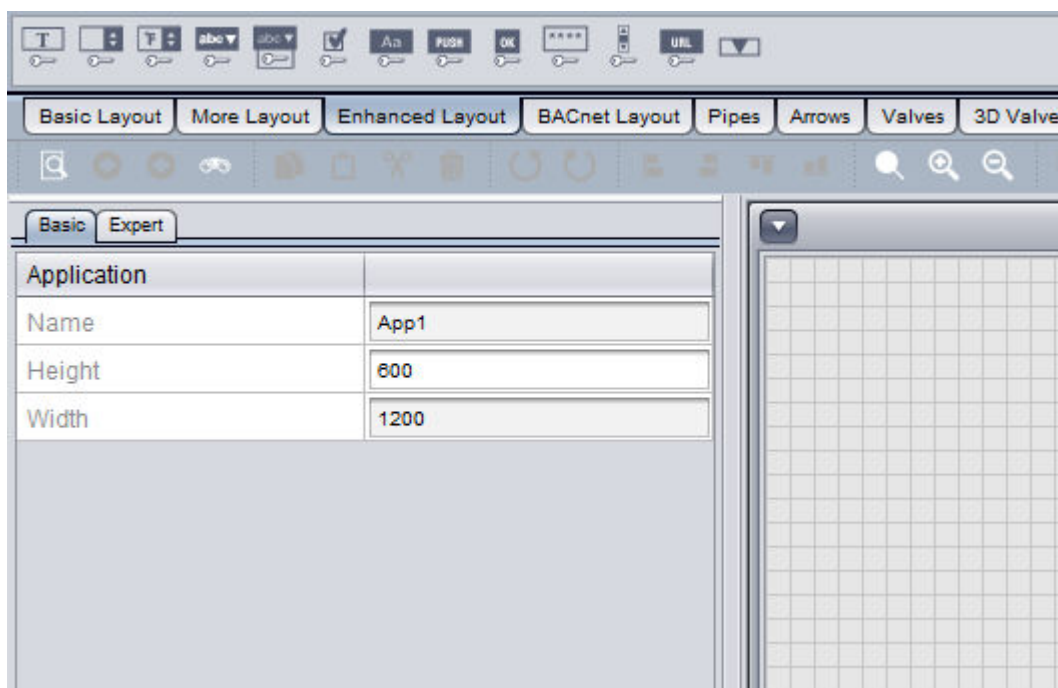 T F abc abc Aa PUSH OK **** URL
Basic Layout More Layout Enhanced Layout BACnet Layout Pipes Arrows Valves 3D Valve
Basic Expert
Application
Name App1
Height 600
Width 1200